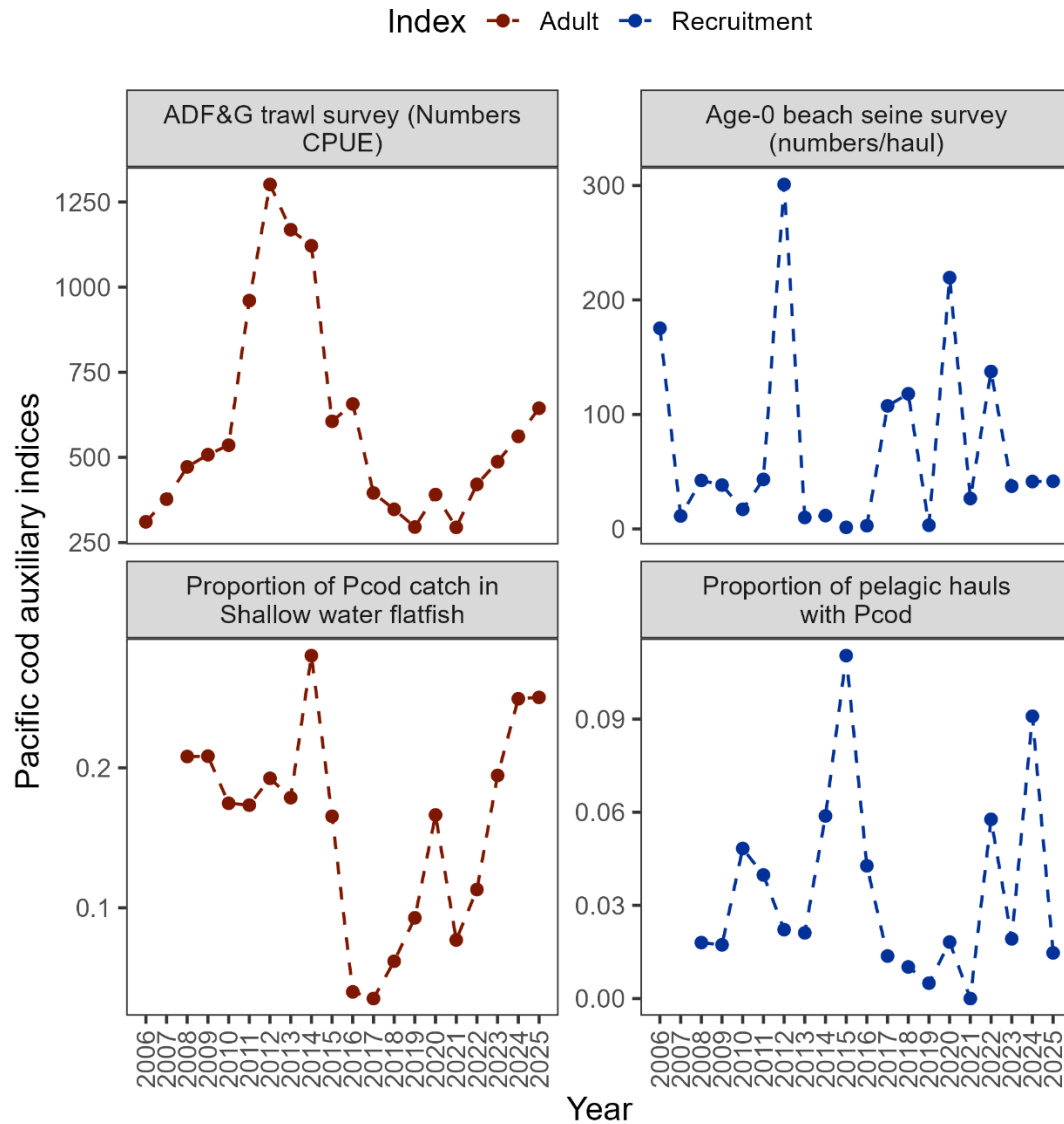 Index Adult Recruitment
ADF&G trawl survey (Numbers
CPUE)
Age-0 beach seine survey
(numbers/haul)
1250
1000
750
500
250
300
200
100
0
Proportion of Pcod catch in
Shallow water flatfish
Proportion of pelagic hauls
with Pcod
0.2
0.1
0.09
0.06
0.03
0.00
Pacific cod auxiliary indices
2006 2007 2008 2009 2010 2011 2012 2013 2014 2015 2016 2017 2018 2019 2020 2021 2022 2023 2024 2025
2006 2007 2008 2009 2010 2011 2012 2013 2014 2015 2016 2017 2018 2019 2020 2021 2022 2023 2024 2025
Year